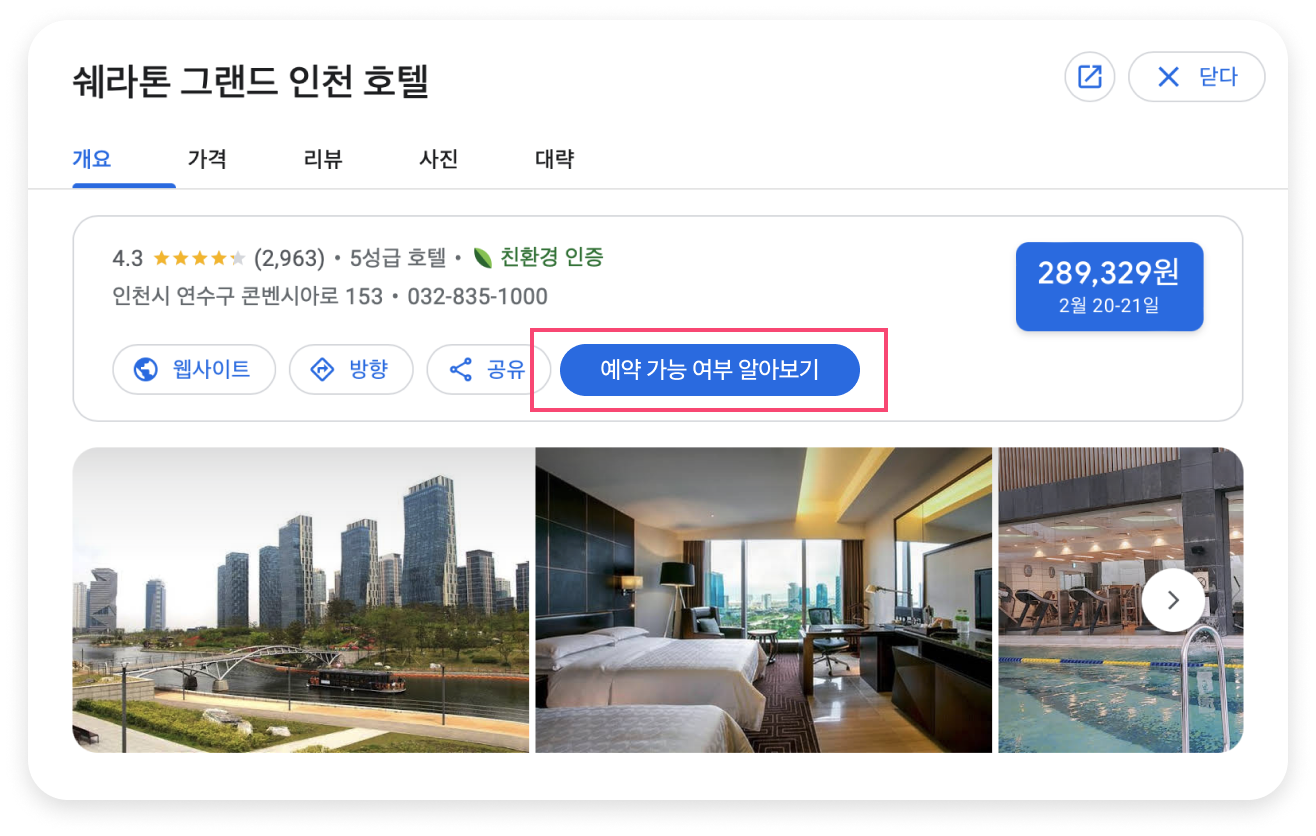 쉐라톤 그랜드 인천 호텔
닫다
개요 가격 리뷰 사진 대략
4.3 (2,963) • 5성급 호텔 • 친환경 인증
인천시 연수구 콘벤시아로 153 • 032-835-1000
289,329원
2월 20-21일
웹사이트 방향 공유 예약 가능 여부 알아보기